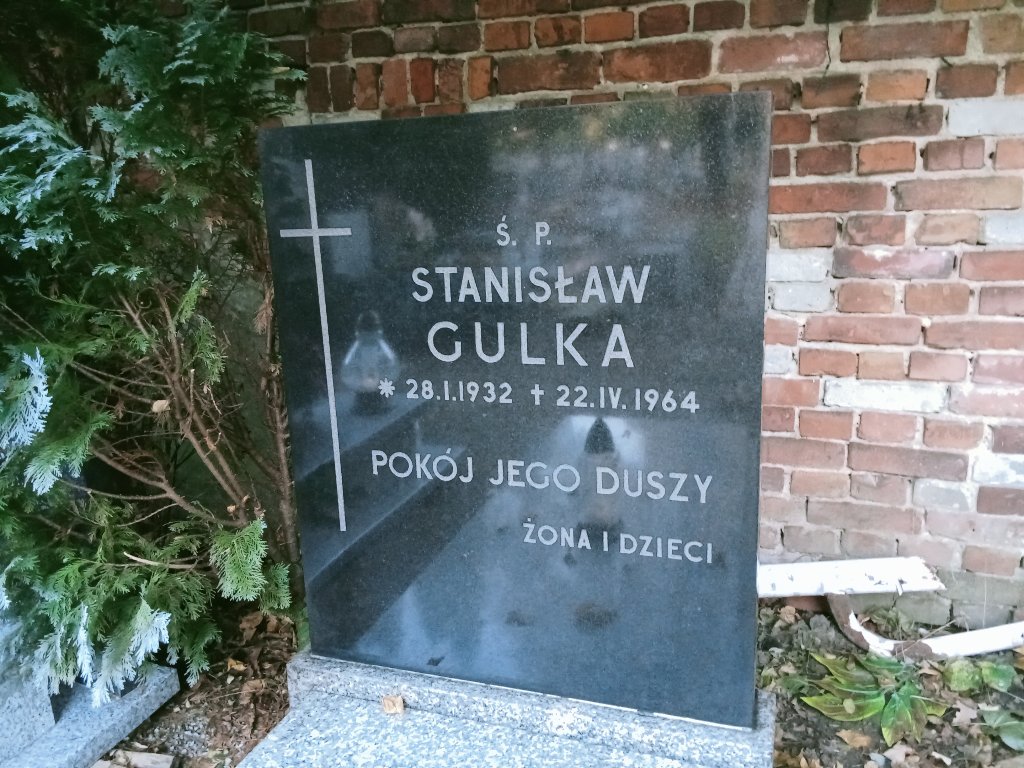 Ś. P.
STANISŁAW
GULKA
* 28.I.1932 † 22.IV.1964
POKÓJ JEGO DUSZY
ŻONA I DZIECI